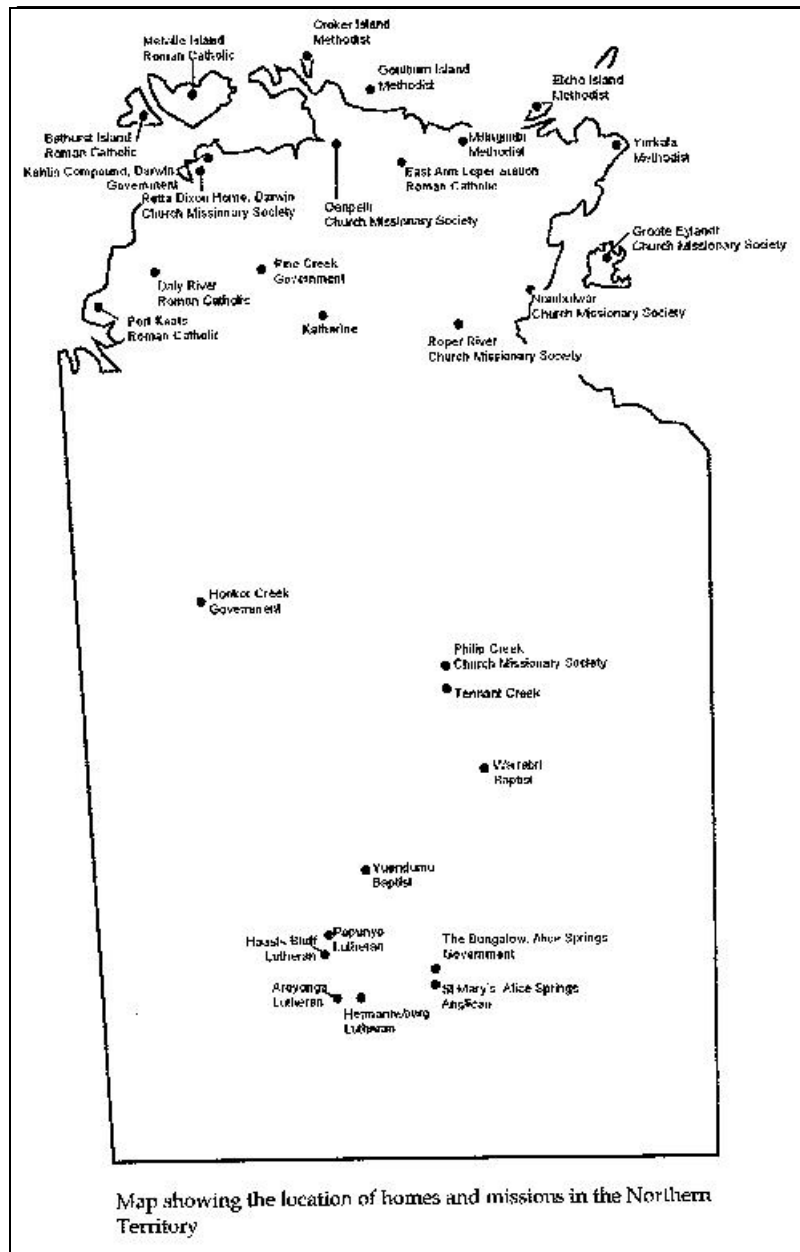 Croker Island
Methodist
Melville Island
Roman Catholic
Goulburn Island
Methodist
Elcho Island
Methodist
Bathurst Island
Roman Catholic
Milingimbi
Methodist
Yirrkala
Methodist
Kahlin Compound, Darwin
Government
East Arm Leper Station
Roman Catholic
Retta Dixon Home, Darwin
Church Missionary Society
Oenpelli
Church Missionary Society
Groote Eylandt
Church Missionary Society
Pine Creek
Government
Daly River
Roman Catholic
Numbulwar
Church Missionary Society
Port Keats
Roman Catholic
Katherine
Roper River
Church Missionary Society
Hooker Creek
Government
Philip Creek
Church Missionary Society
Tennant Creek
Warrabri
Baptist
Yuendumu
Baptist
Papunya
Lutheran
Haasts Bluff
Lutheran
The Bungalow, Alice Springs
Government
Areyonga
Lutheran
St Mary's, Alice Springs
Anglican
Hermannsburg
Lutheran
Map showing the location of homes and missions in the Northern
Territory